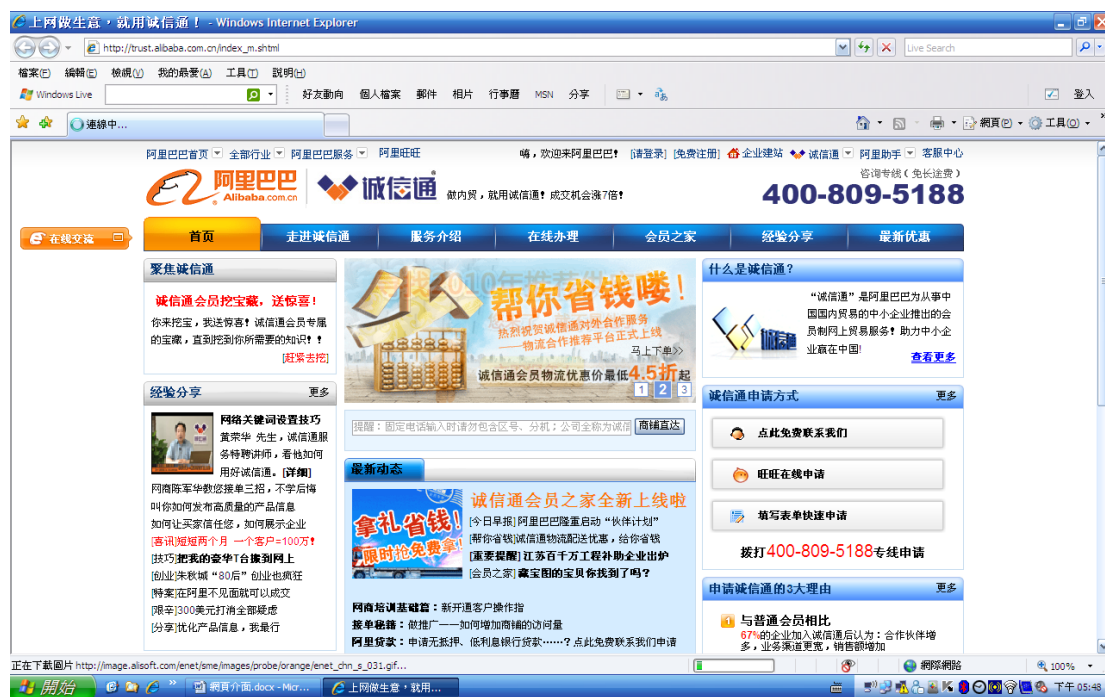 上网做生意，就用诚信通！ - Windows Internet Explorer
http://trust.alibaba.com.cn/index_m.shtml
Live Search
檔案(F) 編輯(E) 檢視(V) 我的最愛(A) 工具(T) 說明(H)
Windows Live 好友動向 個人檔案 郵件 相片 行事曆 MSN 分享 登入
連線中... 網頁(P) 工具(O)
阿里巴巴首页 全部行业 阿里巴巴服务 阿里旺旺 嗨，欢迎来阿里巴巴！ [请登录] [免费注册] 企业建站 诚信通 阿里助手 客服中心
阿里巴巴
Alibaba.com.cn
诚信通 做内贸，就用诚信通！成交机会涨7倍！
咨询专线（免长途费）
400-809-5188
在线交流
首页 走进诚信通 服务介绍 在线办理 会员之家 经验分享 最新优惠
聚焦诚信通
诚信通会员挖宝藏，送惊喜！
你来挖宝，我送惊喜！诚信通会员专属
的宝藏，直到挖到你所需要的知识！！
[赶紧去挖]
经验分享 更多
网络关键词设置技巧
黄荣华 先生，诚信通服
务特聘讲师，看他如何
用好诚信通。[详细]
网商陈军华教您接单三招，不学后悔
叫你如何发布高质量的产品信息
如何让买家信任您，如何展示企业
[喜讯]短短两个月 一个客户=100万！
[技巧]把我的豪华T台搬到网上
[创业]朱秋城“80后”创业也疯狂
[特案]在阿里不见面就可以成交
[艰辛]300美元打消全部疑虑
[分享]优化产品信息，我最行
帮你省钱喽！
热烈祝贺诚信通对外合作服务
——物流合作推荐平台正式上线
马上下单>>
诚信通会员物流优惠价最低4.5折起
1 2 3
提醒：固定电话输入时请勿包含区号、分机；公司全称为诚信 商铺直达
最新动态
拿礼省钱！
限时抢免费拿！
诚信通会员之家全新上线啦
[今日早报]阿里巴巴隆重启动“伙伴计划”
[帮你省钱]诚信通物流配送优惠，给你省钱
[重要提醒]江苏百千万工程补助企业出炉
[会员之家]藏宝图的宝贝你找到了吗？
网商培训基础篇：新开通客户操作指
接单秘籍：做推广——如何增加商铺的访问量
阿里贷款：申请无抵押、低利息银行贷款……？点此免费联系我们申请
什么是诚信通？
诚信通
“诚信通”是阿里巴巴为从事中
国国内贸易的中小企业推出的会
员制网上贸易服务！助力中小企
业赢在中国！ 查看更多
诚信通申请方式 更多
点此免费联系我们
旺旺在线申请
填写表单快速申请
拨打400-809-5188专线申请
申请诚信通的3大理由 更多
与普通会员相比
67%的企业加入诚信通后认为：合作伙伴增
多，业务渠道更宽，销售额增加
正在下載圖片 http://image.alisoft.com/enet/sme/images/probe/orange/enet_chn_s_031.gif... 網際網路 100%
開始 網頁介面.docx - Micr... 上网做生意，就用... 下午 05:48